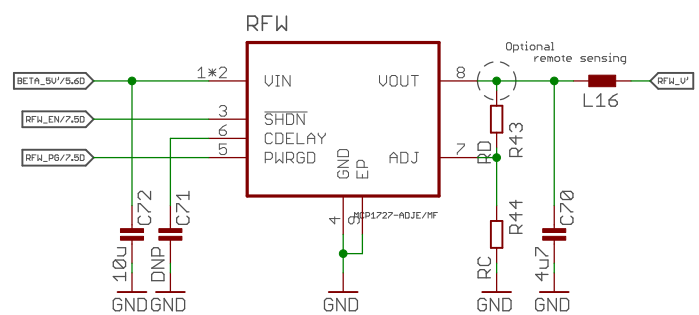 RFW
Optional
remote sensing
BETA_5V'/5.6D
1*2
VIN
VOUT
8
RFW_V'
L16
RFW_EN/7.5D
3
SHDN
6
CDELAY
RFW_PG/7.5D
5
PWRGD
GND
EP
ADJ
7
RD
R43
4
9
MCP1727-ADJE/MF
C72
10u
C71
DNP
R44
RC
C70
4u7
GND
GND
GND
GND
GND